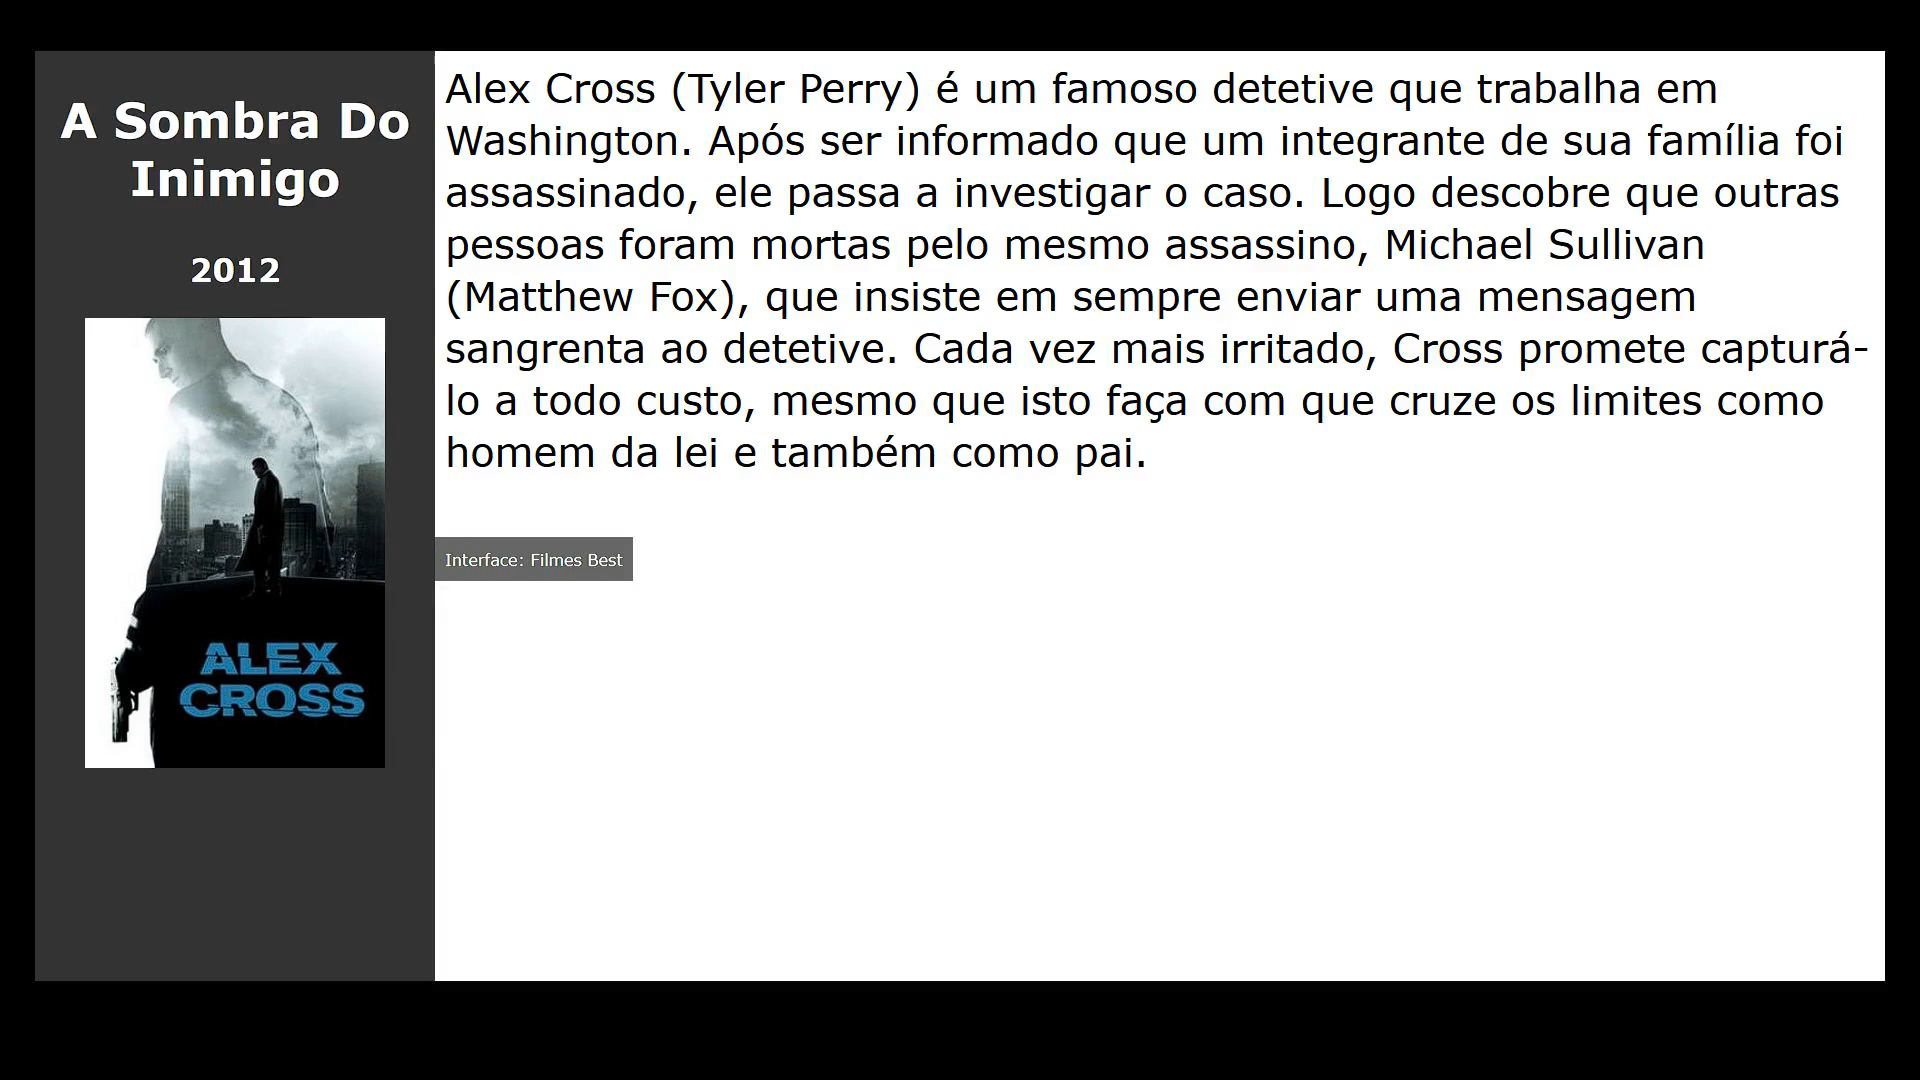 A Sombra Do
Inimigo
2012
ALEX
CROSS
Alex Cross (Tyler Perry) é um famoso detetive que trabalha em
Washington. Após ser informado que um integrante de sua família foi
assassinado, ele passa a investigar o caso. Logo descobre que outras
pessoas foram mortas pelo mesmo assassino, Michael Sullivan
(Matthew Fox), que insiste em sempre enviar uma mensagem
sangrenta ao detetive. Cada vez mais irritado, Cross promete capturá-
lo a todo custo, mesmo que isto faça com que cruze os limites como
homem da lei e também como pai.
Interface: Filmes Best